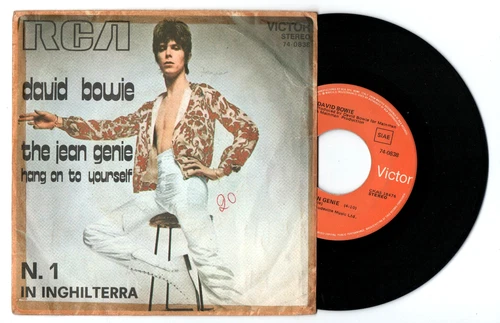 RCA
VICTOR
STEREO
74-0838
david bowie
the jean genie
hang on to yourself
20
N. 1
IN INGHILTERRA
DAVID BOWIE
SIAE
74-0838
Victor
STEREO